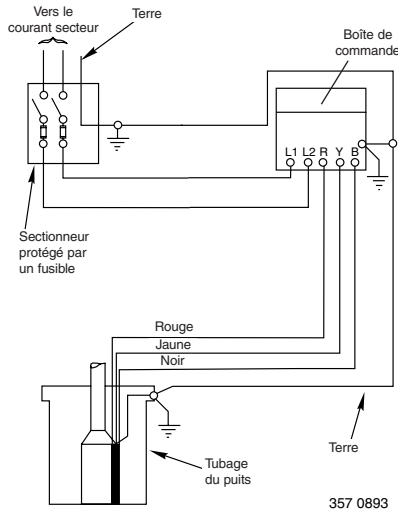 Vers le
courant secteur
Terre
Boîte de
commande
L1 L2 R Y B
Sectionneur
protégé par
un fusible
Rouge
Jaune
Noir
Terre
Tubage
du puits
357 0893